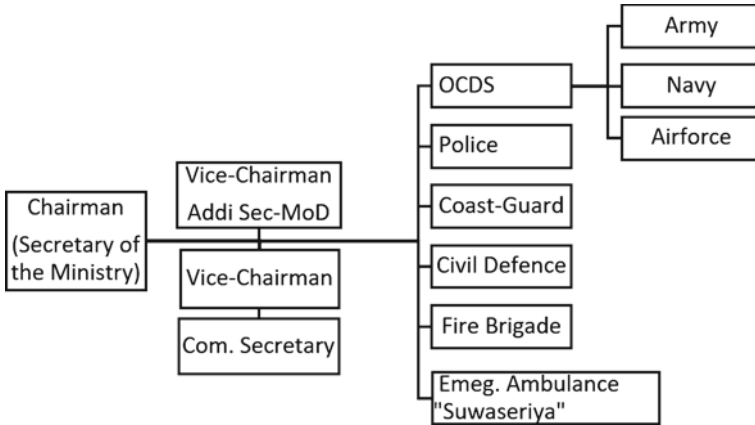 Chairman
(Secretary of
the Ministry)
Vice-Chairman
Addi Sec-MoD
Vice-Chairman
Com. Secretary
OCDS
Police
Coast-Guard
Civil Defence
Fire Brigade
Emeg. Ambulance
"Suwaseriya"
Army
Navy
Airforce